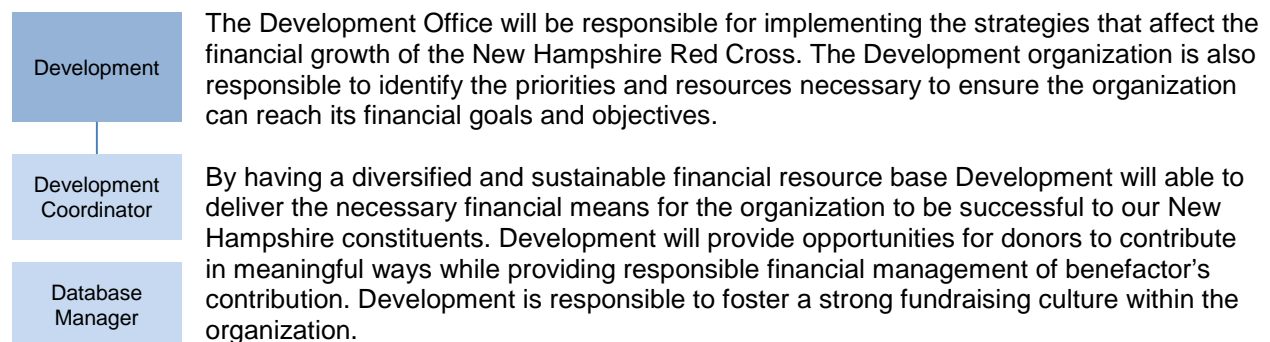 Development
The Development Office will be responsible for implementing the strategies that affect the
financial growth of the New Hampshire Red Cross. The Development organization is also
responsible to identify the priorities and resources necessary to ensure the organization
can reach its financial goals and objectives.
Development
Coordinator
By having a diversified and sustainable financial resource base Development will able to
deliver the necessary financial means for the organization to be successful to our New
Hampshire constituents. Development will provide opportunities for donors to contribute
in meaningful ways while providing responsible financial management of benefactor's
contribution. Development is responsible to foster a strong fundraising culture within the
organization.
Database
Manager